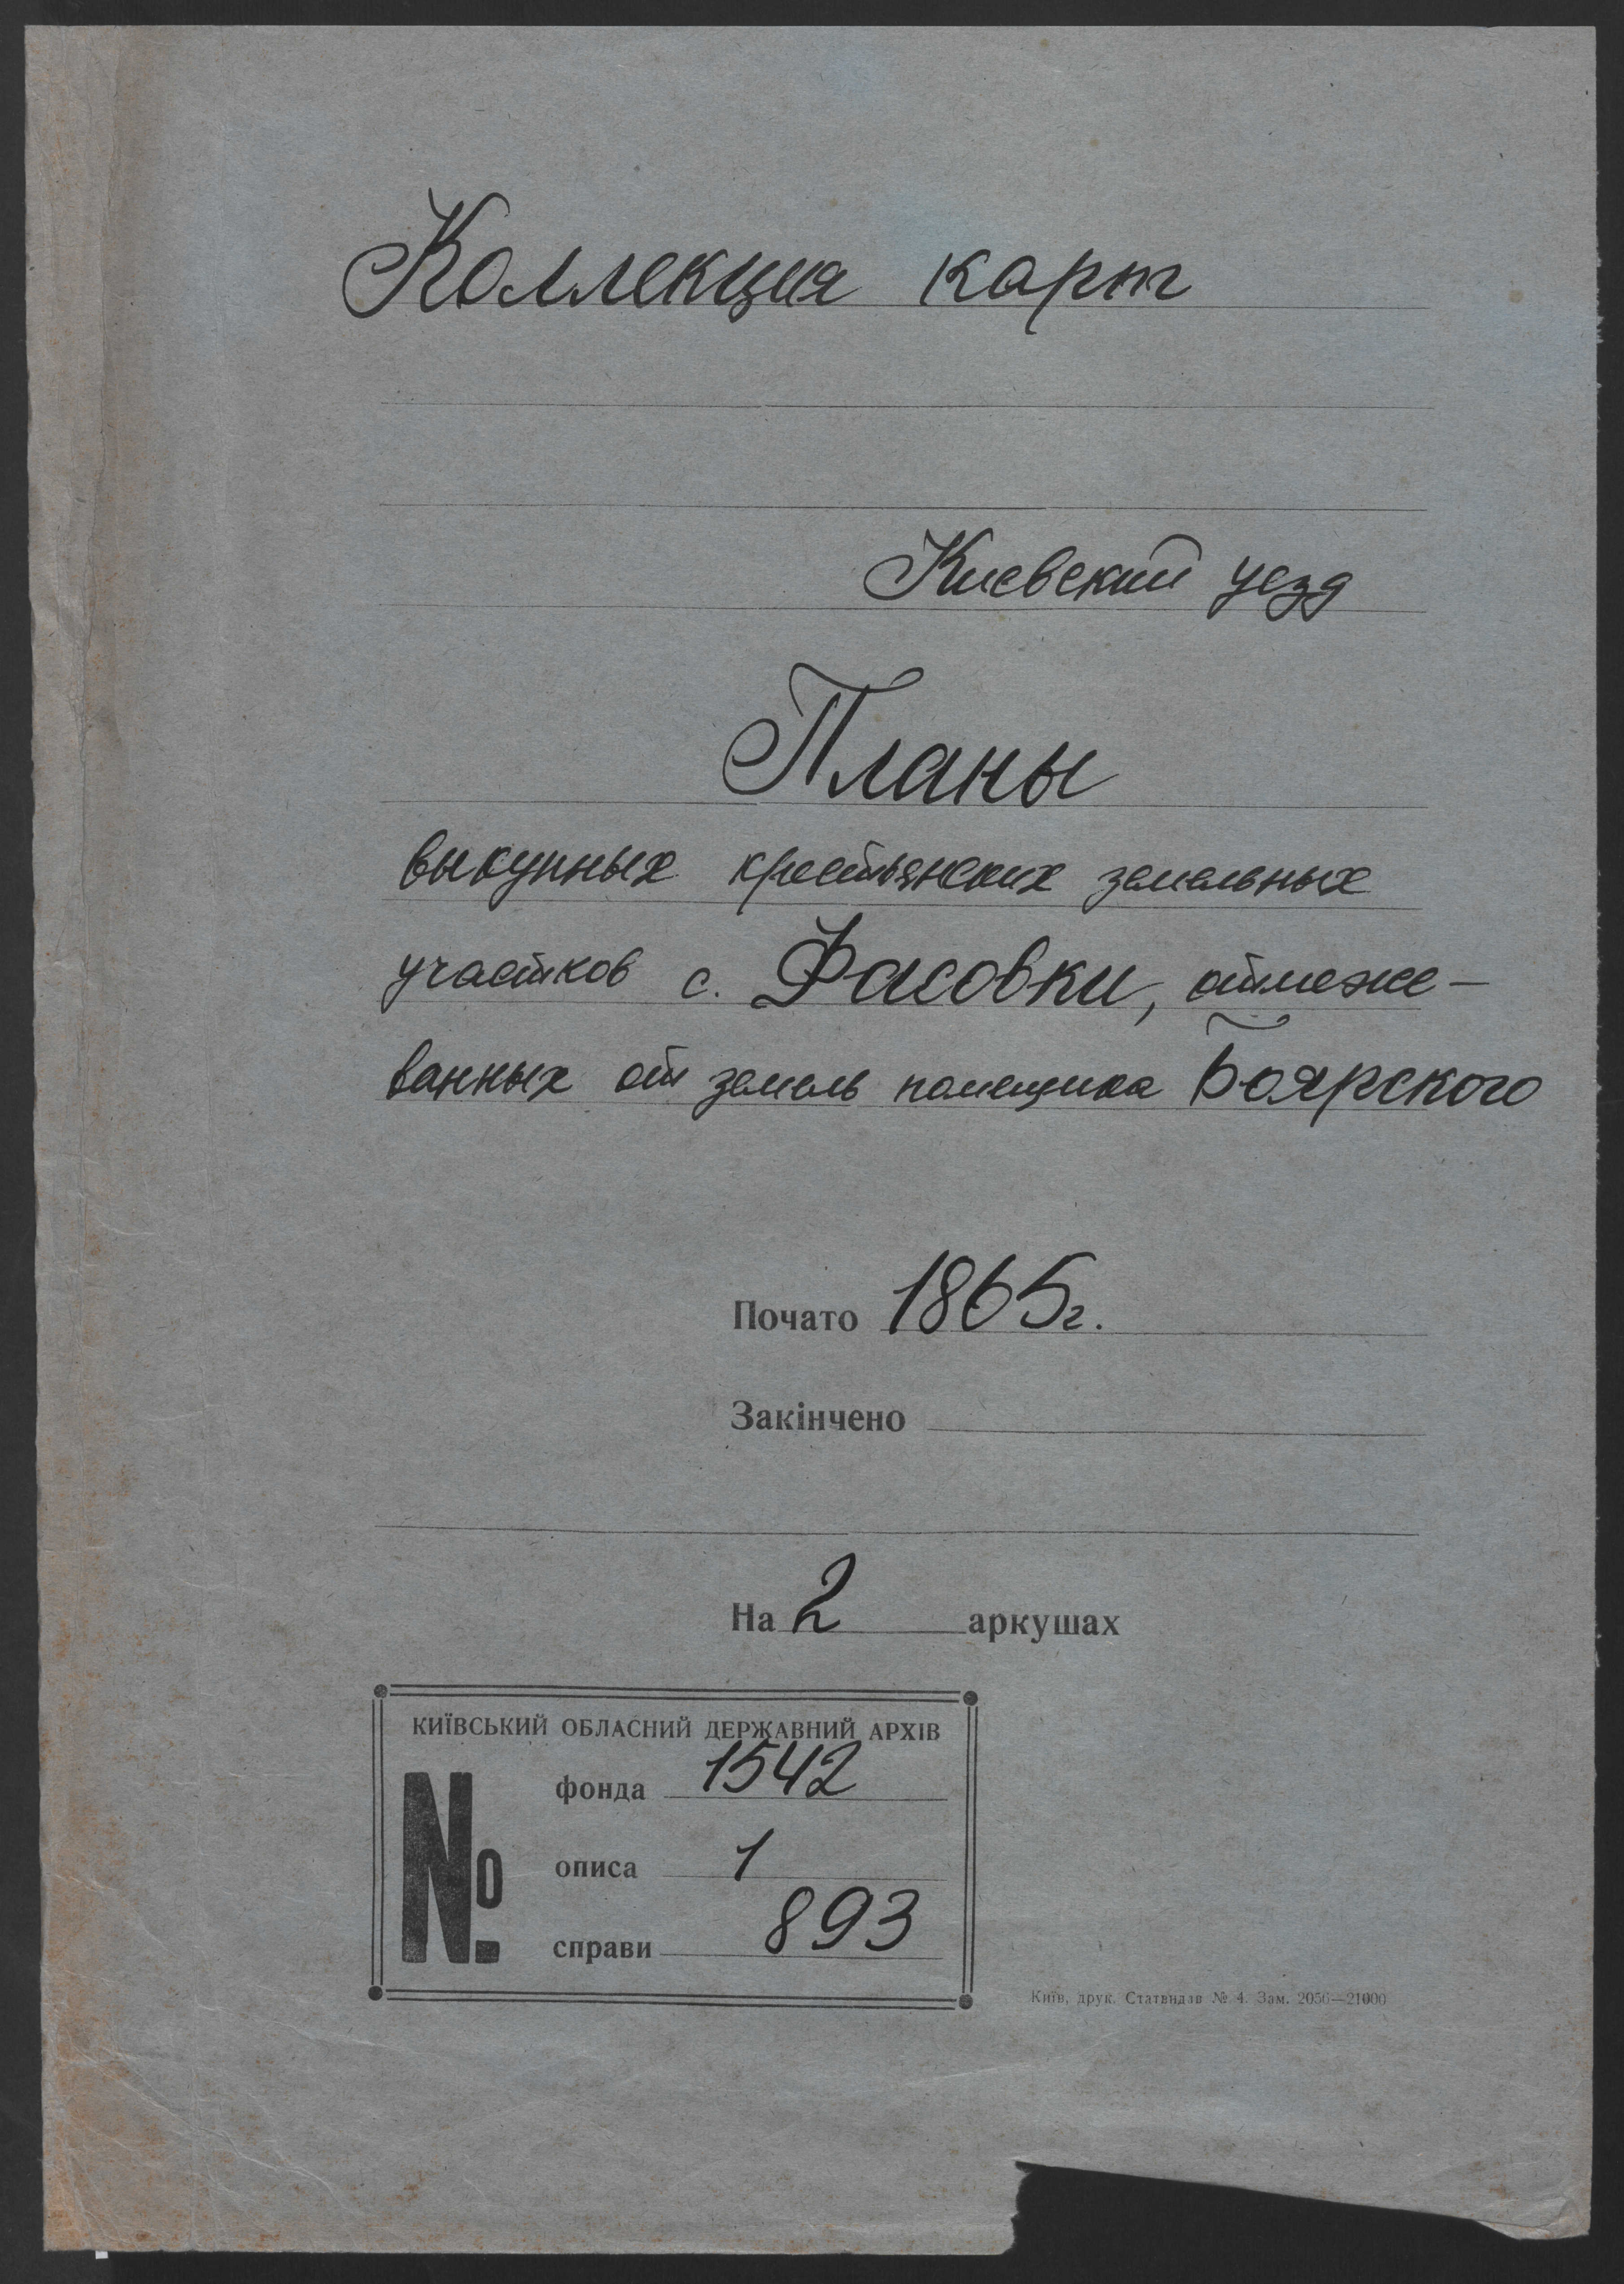 Коллекция карт
Киевский уезд
Планы
выкупных крестьянских земельных
участков с. Фасовки, отмеже-
ванных от земель помещика Боярского
Почато 1865г.
Закінчено
На 2 аркушах
КИЇВСЬКИЙ ОБЛАСНИЙ ДЕРЖАВНИЙ АРХІВ
№
фонда 1542
описа 1
справи 893
Київ, друк. Статвидав № 4. Зам. 2056—21000